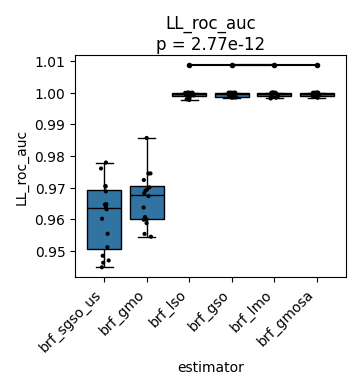 LL_roc_auc
p = 2.77e-12
1.01
1.00
0.99
0.98
0.97
0.96
0.95
LL_roc_auc
brf_sgso_us
brf_gmo
brf_lso
brf_gso
brf_lmo
brf_gmosa
estimator